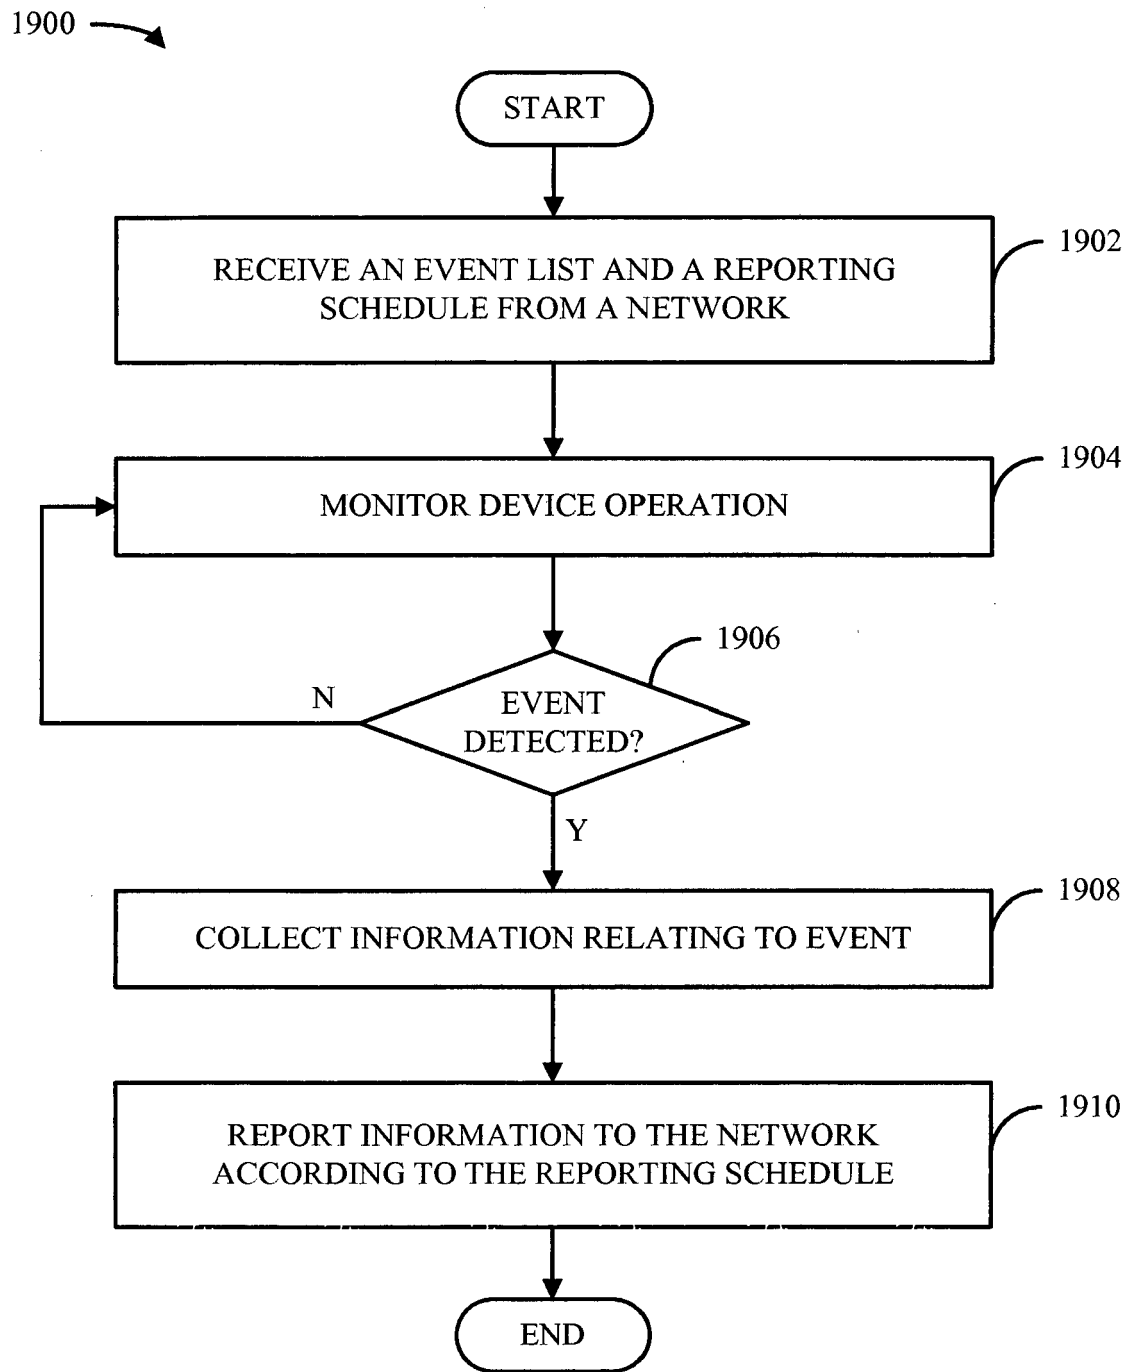 1900
START
RECEIVE AN EVENT LIST AND A REPORTING
SCHEDULE FROM A NETWORK
1902
MONITOR DEVICE OPERATION
1904
EVENT
DETECTED?
1906
N
Y
COLLECT INFORMATION RELATING TO EVENT
1908
REPORT INFORMATION TO THE NETWORK
ACCORDING TO THE REPORTING SCHEDULE
1910
END